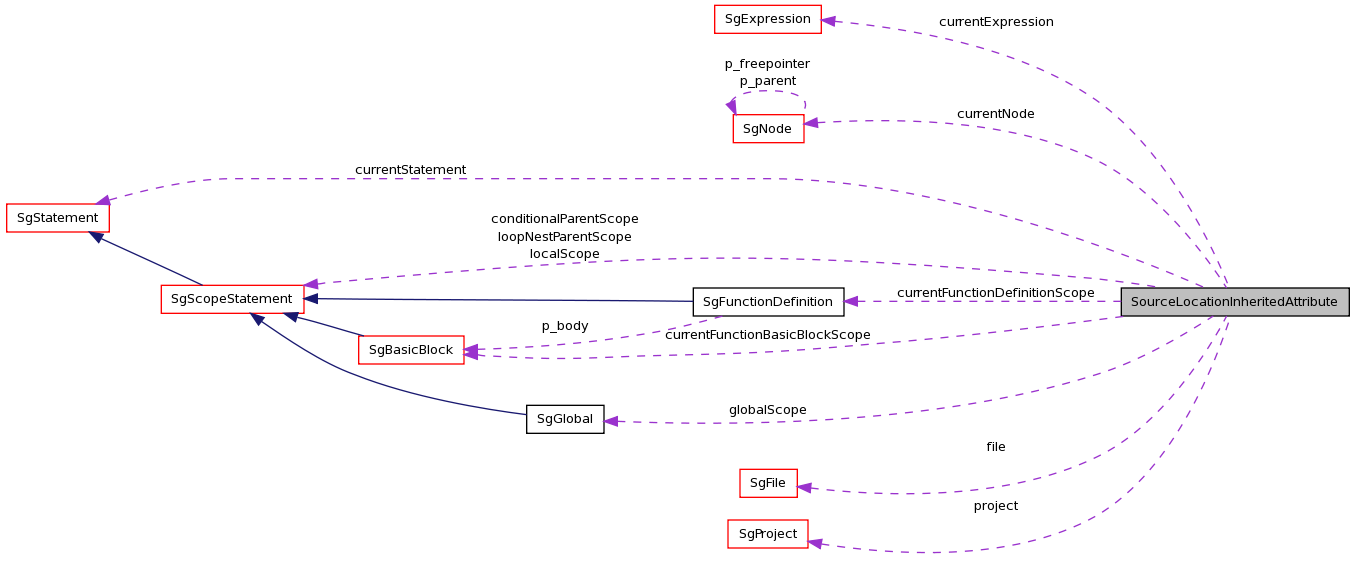 SgExpression
currentExpression
p_freepointer
p_parent
SgNode
currentNode
currentStatement
SgStatement
conditionalParentScope
loopNestParentScope
localScope
SgScopeStatement
SgFunctionDefinition
currentFunctionDefinitionScope
SourceLocationInheritedAttribute
p_body
currentFunctionBasicBlockScope
SgBasicBlock
globalScope
SgGlobal
file
SgFile
project
SgProject